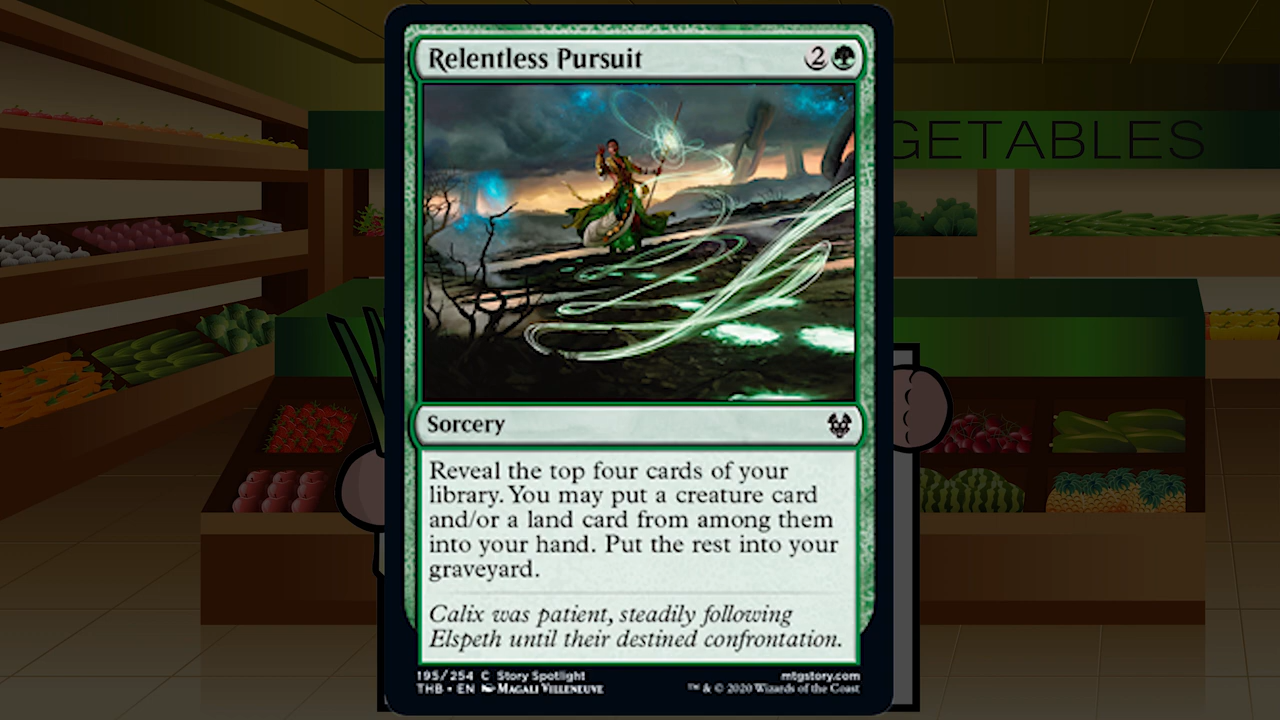 Relentless Pursuit 2
GETABLES
Sorcery
Reveal the top four cards of your
library. You may put a creature card
and/or a land card from among them
into your hand. Put the rest into your
graveyard.
Calix was patient, steadily following
Elspeth until their destined confrontation.
195/254 C Story Spotlight mtgstory.com
THB • EN Magali Villeneuve ™ & © 2020 Wizards of the Coast